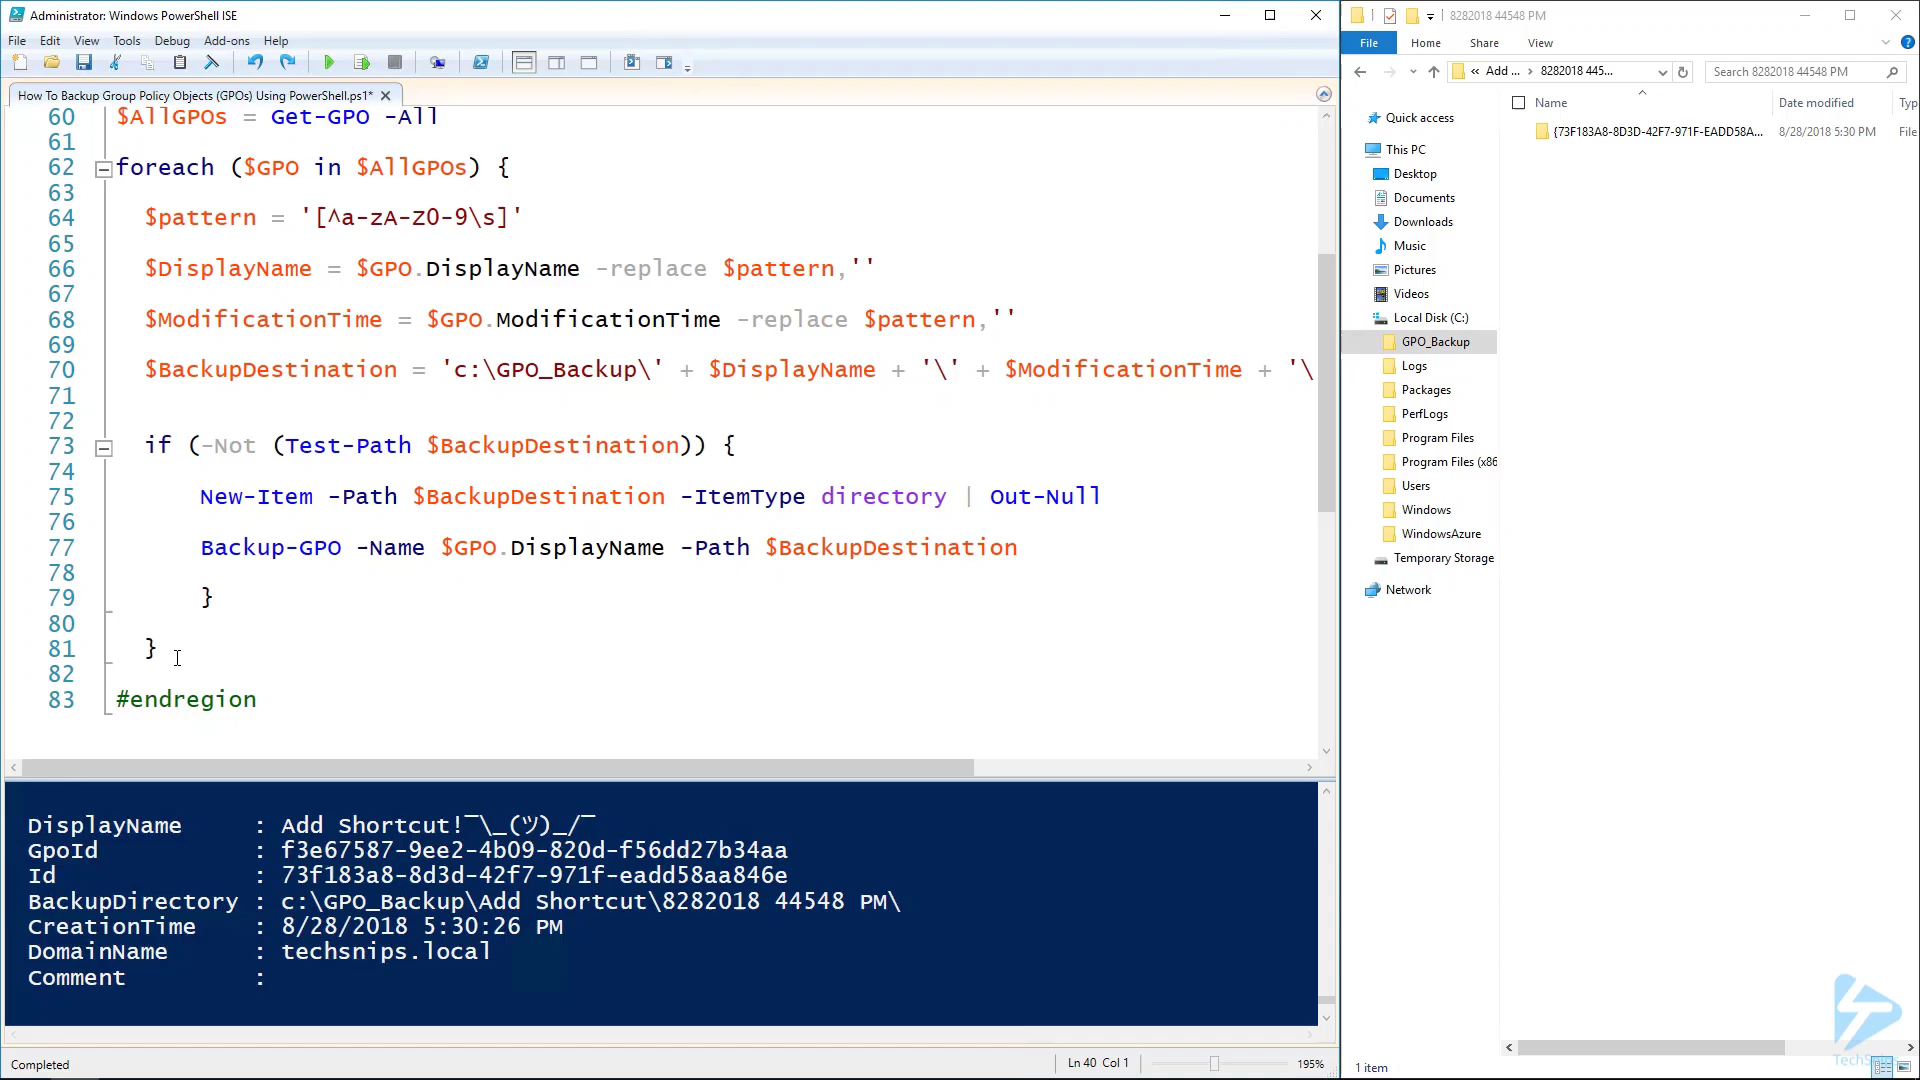 Administrator: Windows PowerShell ISE
File Edit View Tools Debug Add-ons Help
How To Backup Group Policy Objects (GPOs) Using PowerShell.ps1*
60 $AllGPOs = Get-GPO -All
61
62 foreach ($GPO in $AllGPOs) {
63
64 $pattern = '[^a-zA-Z0-9\s]'
65
66 $DisplayName = $GPO.DisplayName -replace $pattern,''
67
68 $ModificationTime = $GPO.ModificationTime -replace $pattern,''
69
70 $BackupDestination = 'c:\GPO_Backup\' + $DisplayName + '\' + $ModificationTime + '\
71
72
73 if (-Not (Test-Path $BackupDestination)) {
74
75 New-Item -Path $BackupDestination -ItemType directory | Out-Null
76
77 Backup-GPO -Name $GPO.DisplayName -Path $BackupDestination
78
79 }
80
81 }
82
83 #endregion
DisplayName : Add Shortcut!¯\_(ツ)_/¯
GpoId : f3e67587-9ee2-4b09-820d-f56dd27b34aa
Id : 73f183a8-8d3d-42f7-971f-eadd58aa846e
BackupDirectory : c:\GPO_Backup\Add Shortcut\8282018 44548 PM\
CreationTime : 8/28/2018 5:30:26 PM
DomainName : techsnips.local
Comment :
Completed
Ln 40 Col 1
195%
8282018 44548 PM
File Home Share View
« Add ... › 8282018 445...
Search 8282018 44548 PM
Name Date modified Typ
{73F183A8-8D3D-42F7-971F-EADD58A... 8/28/2018 5:30 PM File
Quick access
This PC
Desktop
Documents
Downloads
Music
Pictures
Videos
Local Disk (C:)
GPO_Backup
Logs
Packages
PerfLogs
Program Files
Program Files (x86
Users
Windows
WindowsAzure
Temporary Storage
Network
1 item